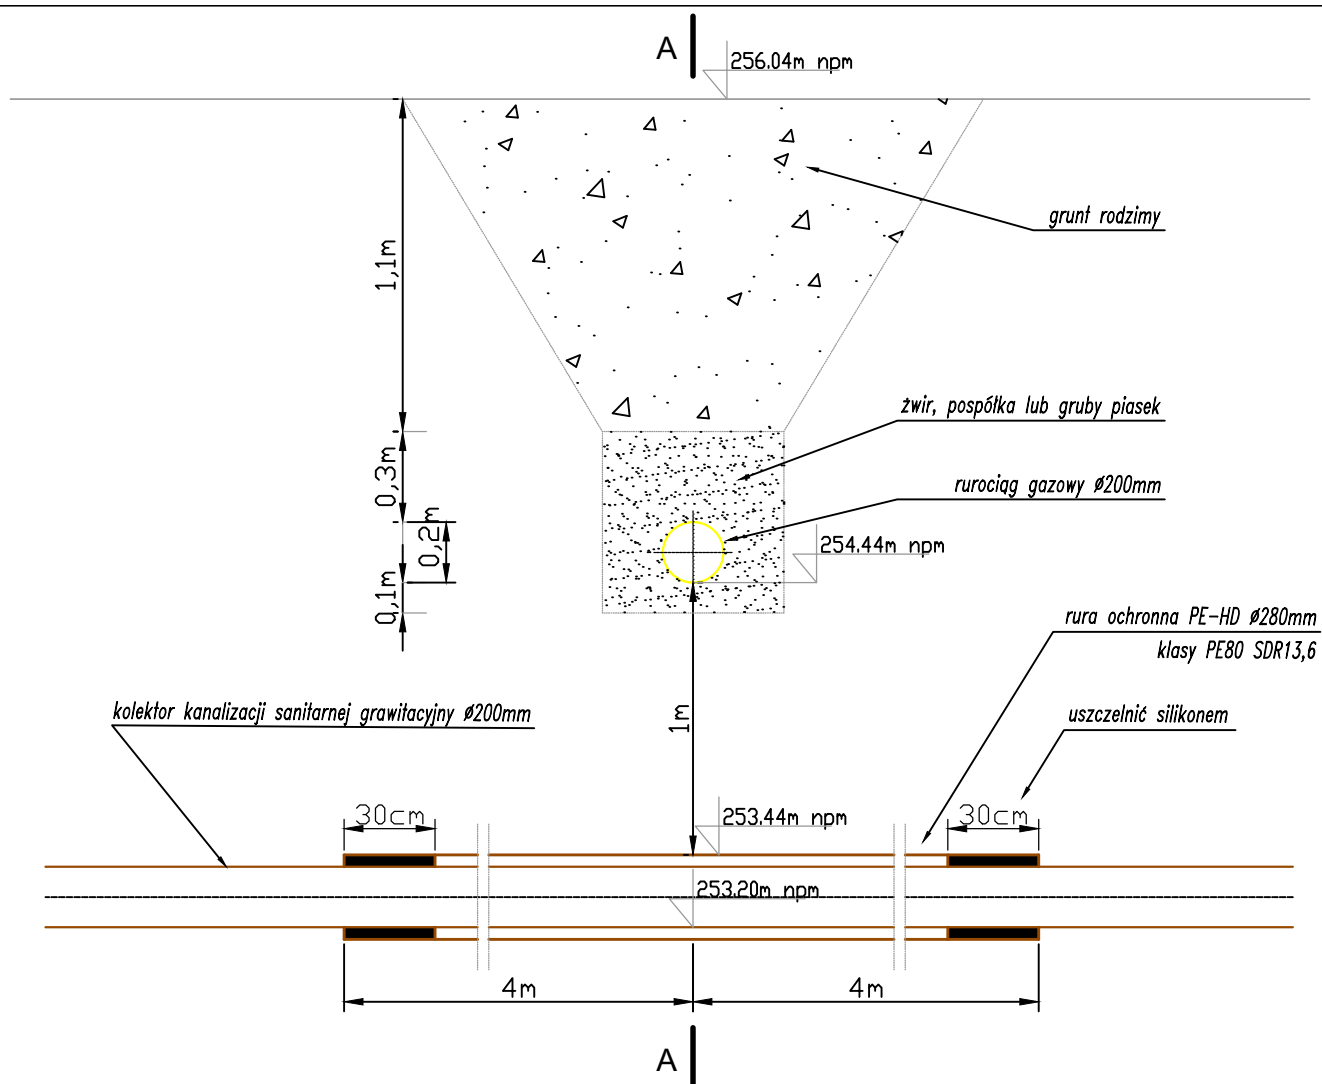 A
256.04m npm
grunt rodzimy
1,1m
żwir, pospółka lub gruby piasek
0,3m
rurociąg gazowy ø200mm
0,2m
254.44m npm
0,1m
rura ochronna PE-HD ø280mm
klasy PE80 SDR13,6
kolektor kanalizacji sanitarnej grawitacyjny ø200mm
1m
uszczelnić silikonem
30cm
253.44m npm
30cm
253.20m npm
4m
4m
A